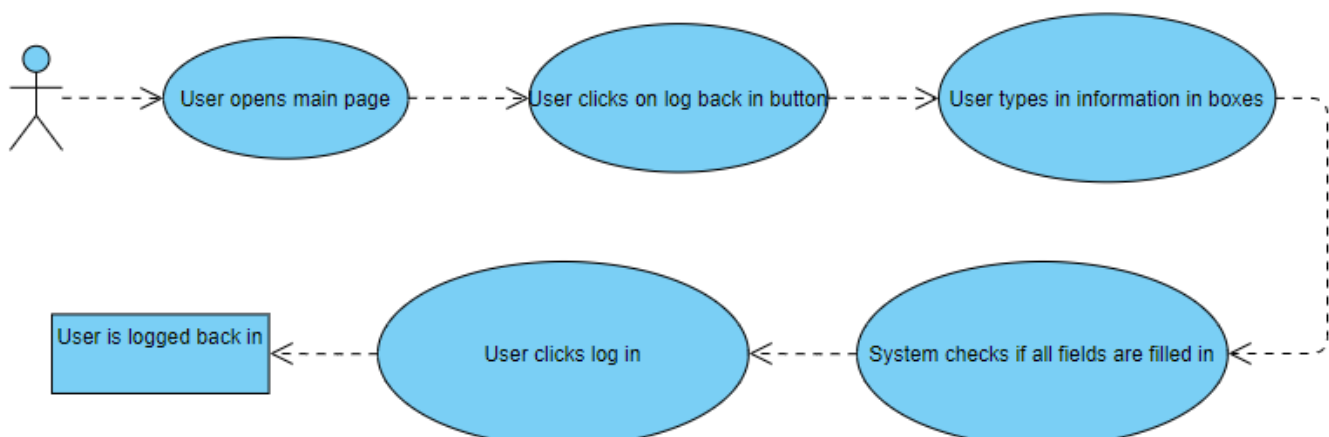 User opens main page
User clicks on log back in button
User types in information in boxes
System checks if all fields are filled in
User clicks log in
User is logged back in